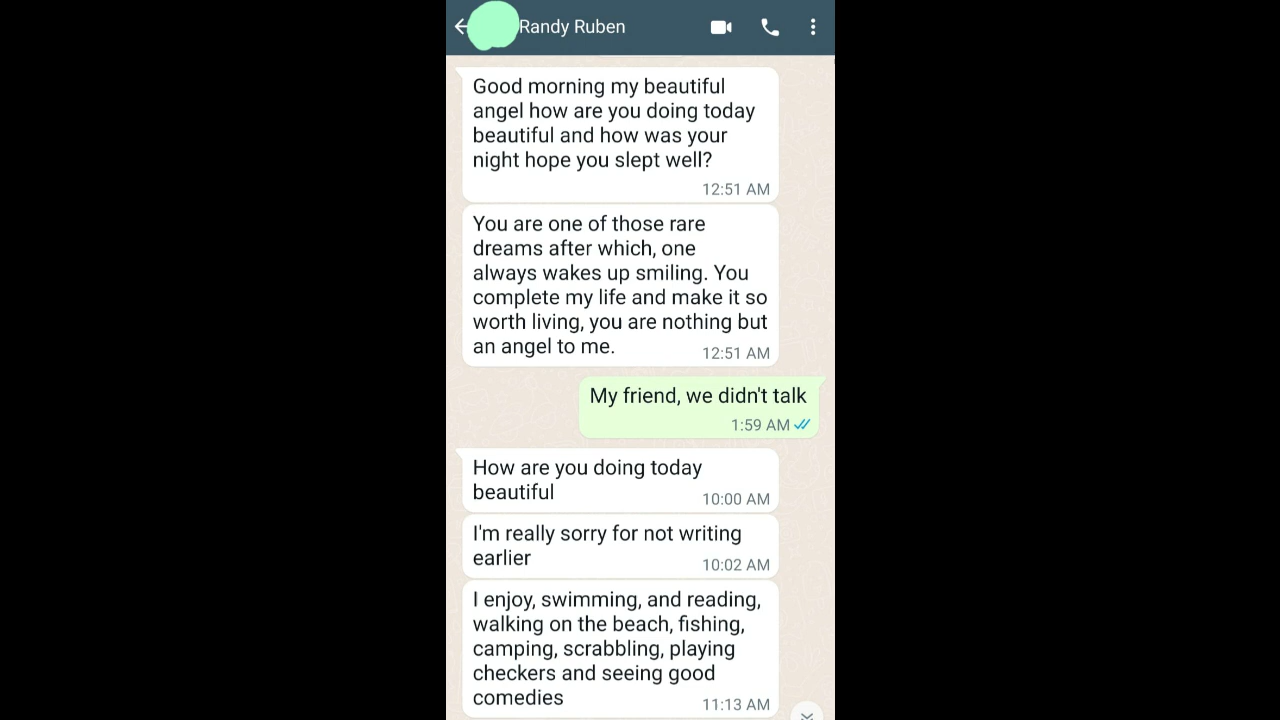 Randy Ruben
Good morning my beautiful
angel how are you doing today
beautiful and how was your
night hope you slept well?
12:51 AM
You are one of those rare
dreams after which, one
always wakes up smiling. You
complete my life and make it so
worth living, you are nothing but
an angel to me.
12:51 AM
My friend, we didn't talk
1:59 AM
How are you doing today
beautiful
10:00 AM
I'm really sorry for not writing
earlier
10:02 AM
I enjoy, swimming, and reading,
walking on the beach, fishing,
camping, scrabbling, playing
checkers and seeing good
comedies
11:13 AM